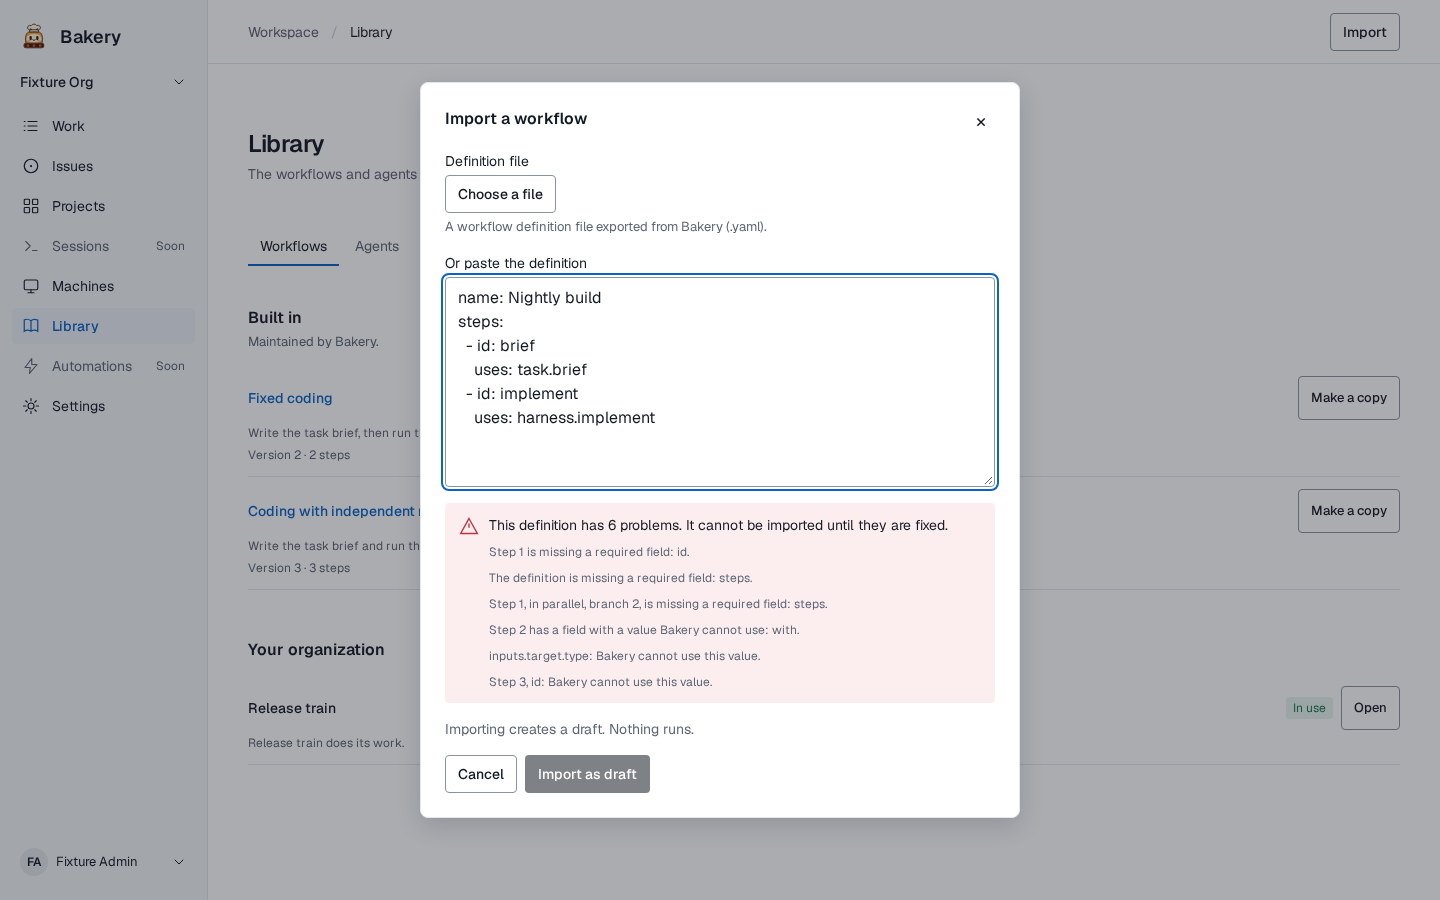 Bakery
Fixture Org
Work
Issues
Projects
Sessions Soon
Machines
Library
Automations Soon
Settings
FA Fixture Admin
Workspace / Library
Import
Library
The workflows and agents
Workflows Agents
Built in
Maintained by Bakery.
Fixed coding
Make a copy
Write the task brief, then run t
Version 2 · 2 steps
Coding with independent
Make a copy
Write the task brief and run th
Version 3 · 3 steps
Your organization
Release train
In use
Open
Release train does its work.
Import a workflow
×
Definition file
Choose a file
A workflow definition file exported from Bakery (.yaml).
Or paste the definition
name: Nightly build
steps:
  - id: brief
    uses: task.brief
  - id: implement
    uses: harness.implement
This definition has 6 problems. It cannot be imported until they are fixed.
Step 1 is missing a required field: id.
The definition is missing a required field: steps.
Step 1, in parallel, branch 2, is missing a required field: steps.
Step 2 has a field with a value Bakery cannot use: with.
inputs.target.type: Bakery cannot use this value.
Step 3, id: Bakery cannot use this value.
Importing creates a draft. Nothing runs.
Cancel
Import as draft